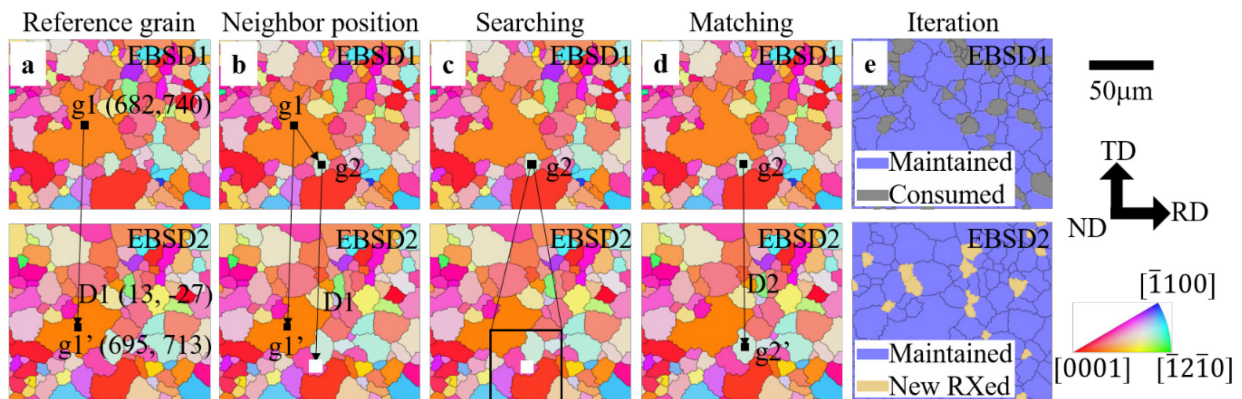 Reference grain
Neighbor position
Searching
Matching
Iteration
a
EBSD1
g1 (682,740)
b
EBSD1
g1
g2
c
EBSD1
g2
d
EBSD1
g2
e
EBSD1
Maintained
Consumed
EBSD2
D1 (13, -27)
g1’ (695, 713)
EBSD2
D1
g1’
EBSD2
EBSD2
D2
g2’
EBSD2
Maintained
New RXed
50μm
TD
ND
RD
[1̄100]
[0001]
[1̄21̄0]